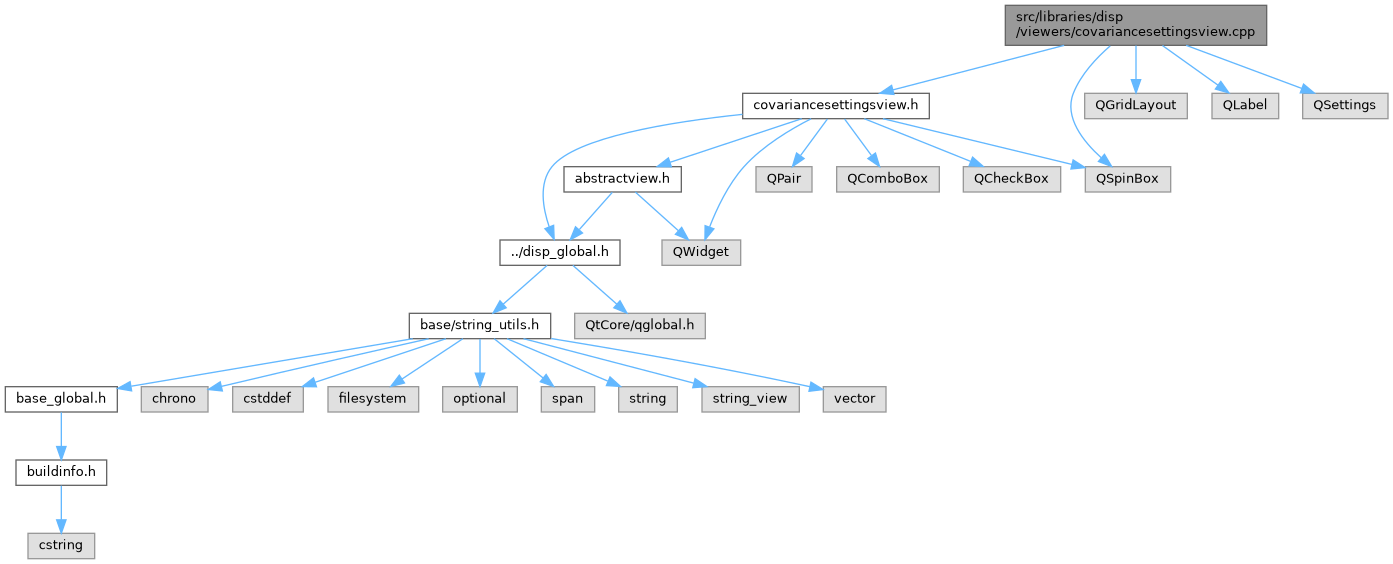 src/libraries/disp
/viewers/covariancesettingsview.cpp
covariancesettingsview.h
QGridLayout
QLabel
QSettings
abstractview.h
QPair
QComboBox
QCheckBox
QSpinBox
../disp_global.h
QWidget
base/string_utils.h
QtCore/qglobal.h
base_global.h
chrono
cstddef
filesystem
optional
span
string
string_view
vector
buildinfo.h
cstring